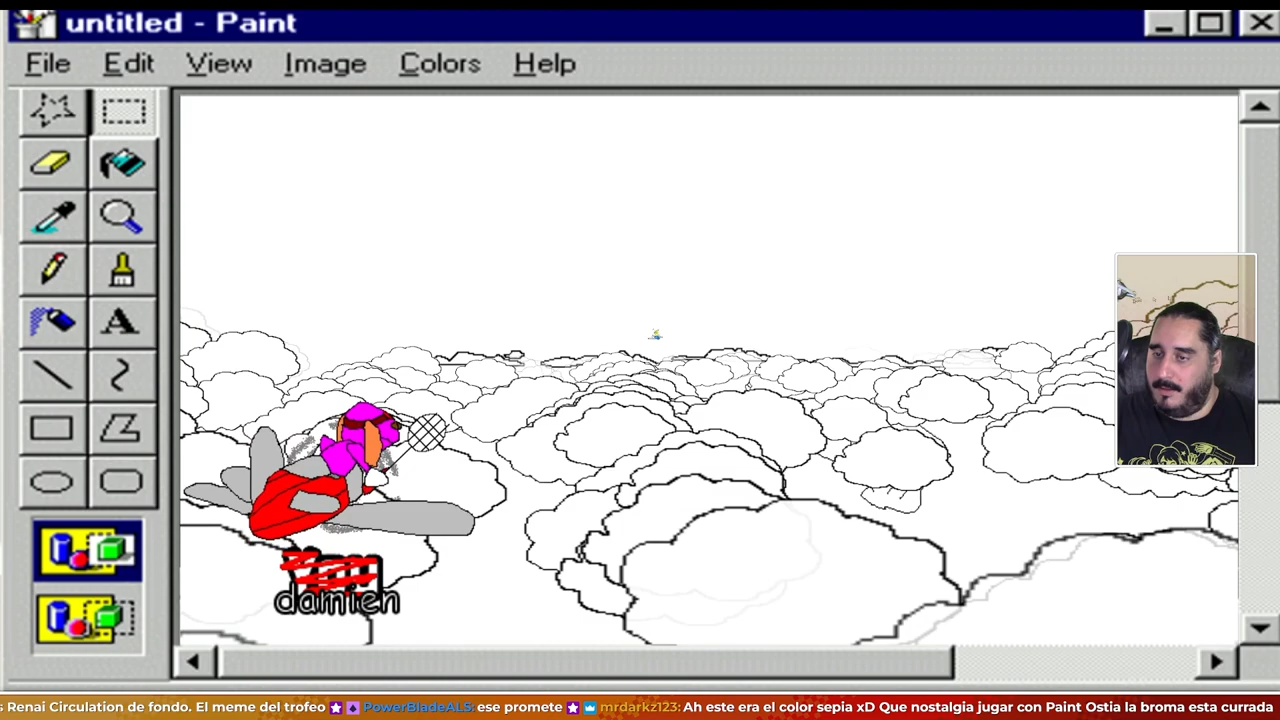 untitled - Paint
File Edit View Image Colors Help
A
damien
s Renai Circulation de fondo. El meme del trofeo PowerBladeALS: ese promete mrdarkz123: Ah este era el color sepia xD Que nostalgia jugar con Paint Ostia la broma esta currada